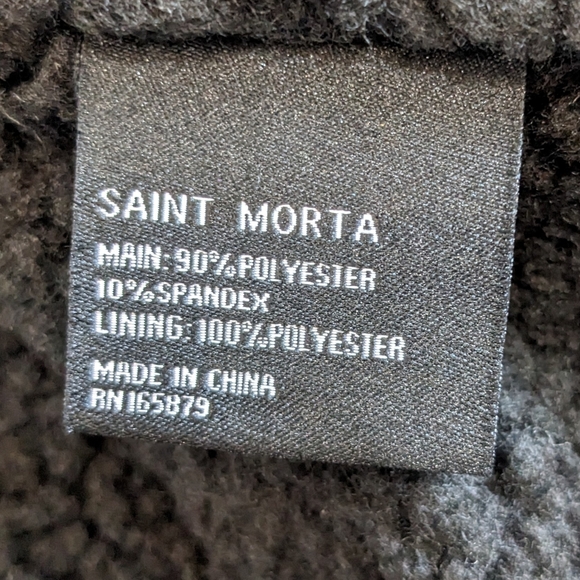 SAINT MORTA
MAIN: 90%POLYESTER
10%SPANDEX
LINING: 100%POLYESTER
MADE IN CHINA
RN165879